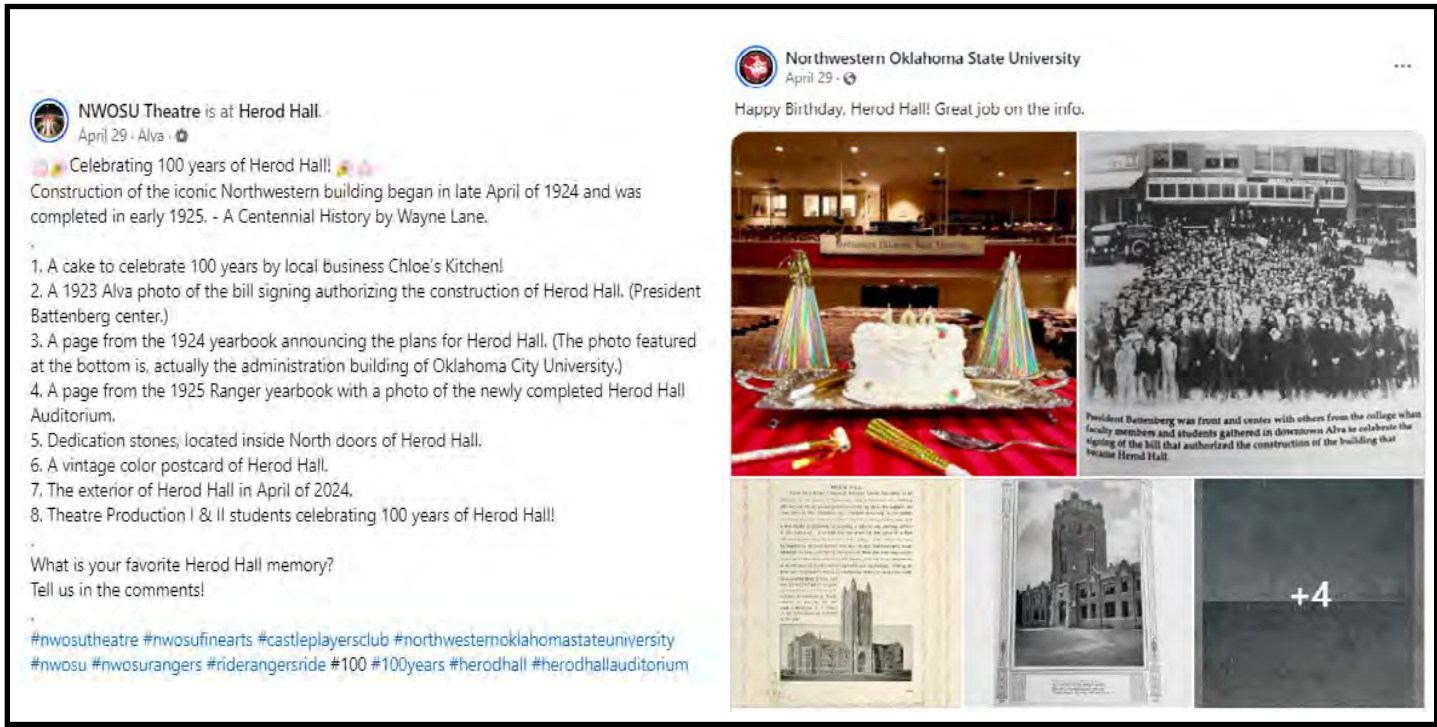 NWOSU Theatre is at Herod Hall.
April 29 · Alva ·
Celebrating 100 years of Herod Hall!
Construction of the iconic Northwestern building began in late April of 1924 and was
completed in early 1925. - A Centennial History by Wayne Lane.
.
1. A cake to celebrate 100 years by local business Chloe's Kitchen!
2. A 1923 Alva photo of the bill signing authorizing the construction of Herod Hall. (President
Battenberg center.)
3. A page from the 1924 yearbook announcing the plans for Herod Hall. (The photo featured
at the bottom is, actually the administration building of Oklahoma City University.)
4. A page from the 1925 Ranger yearbook with a photo of the newly completed Herod Hall
Auditorium.
5. Dedication stones, located inside North doors of Herod Hall.
6. A vintage color postcard of Herod Hall.
7. The exterior of Herod Hall in April of 2024.
8. Theatre Production I & II students celebrating 100 years of Herod Hall!
.
What is your favorite Herod Hall memory?
Tell us in the comments!
.
#nwosutheatre #nwosufinearts #castleplayersclub #northwesternoklahomastateuniversity
#nwosu #nwosurangers #riderangersride #100 #100years #herodhall #herodhallauditorium
Northwestern Oklahoma State University
April 29 ·
Happy Birthday, Herod Hall! Great job on the info.
Northwestern Oklahoma State University
100
President Battenberg was front and center with others from the college when
faculty members and students gathered in downtown Alva to celebrate the
signing of the bill that authorized the construction of the building that
became Herod Hall.
+4